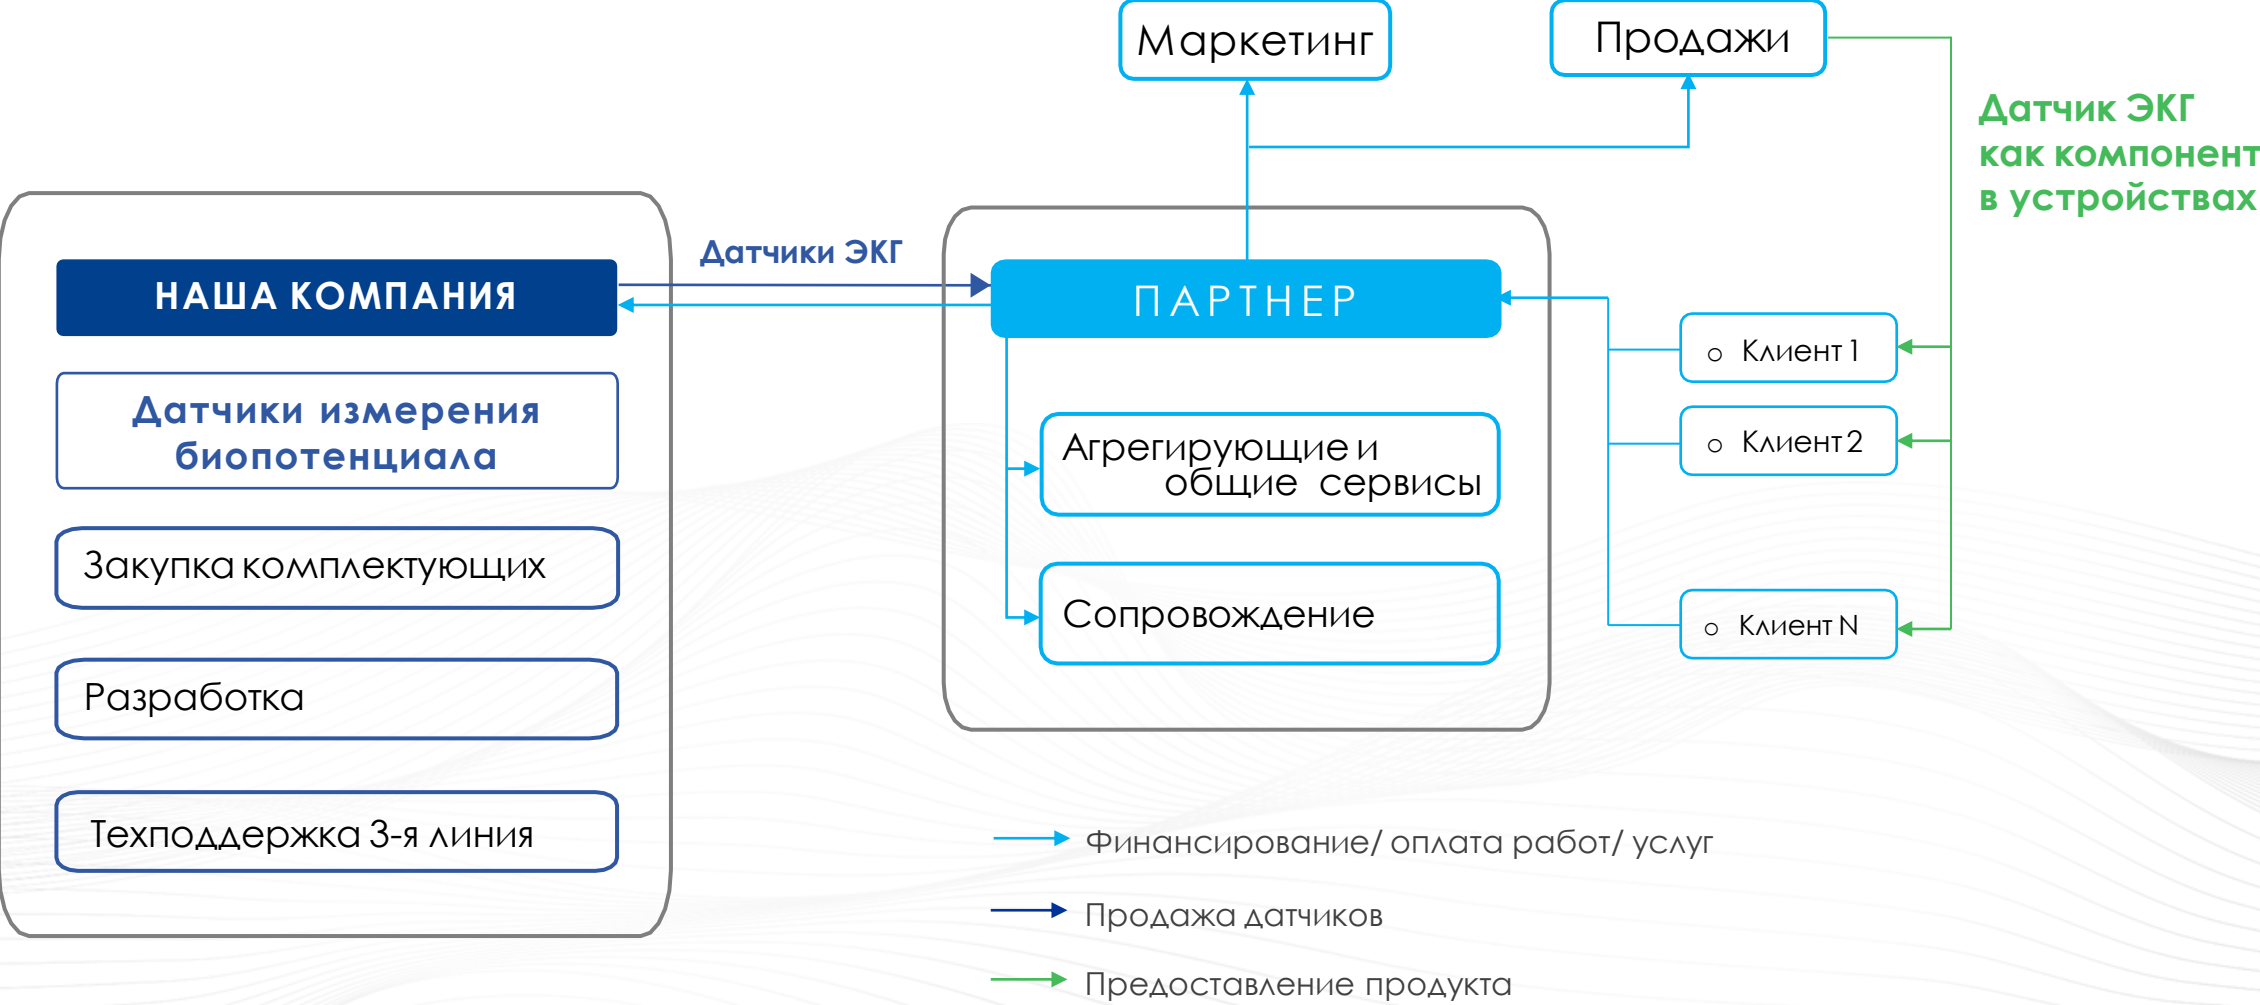 Маркетинг
Продажи
Датчик ЭКГ
как компонент
в устройствах
НАША КОМПАНИЯ
Датчики измерения
биопотенциала
Закупка комплектующих
Разработка
Техподдержка 3-я линия
Датчики ЭКГ
ПАРТНЕР
Агрегирующие и
общие сервисы
Сопровождение
o Клиент 1
o Клиент 2
o Клиент N
Финансирование/ оплата работ/ услуг
Продажа датчиков
Предоставление продукта